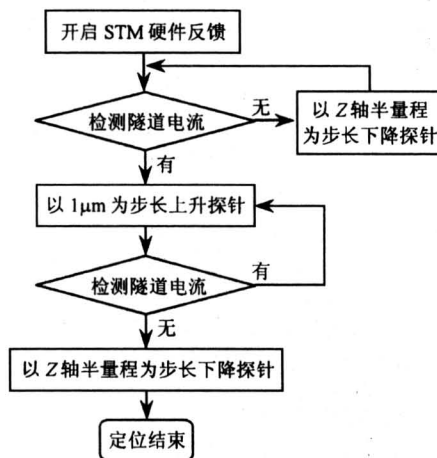 开启 STM 硬件反馈
检测隧道电流
无
以 Z 轴半量程
为步长下降探针
有
以 1μm 为步长上升探针
检测隧道电流
有
无
以 Z 轴半量程为步长下降探针
定位结束